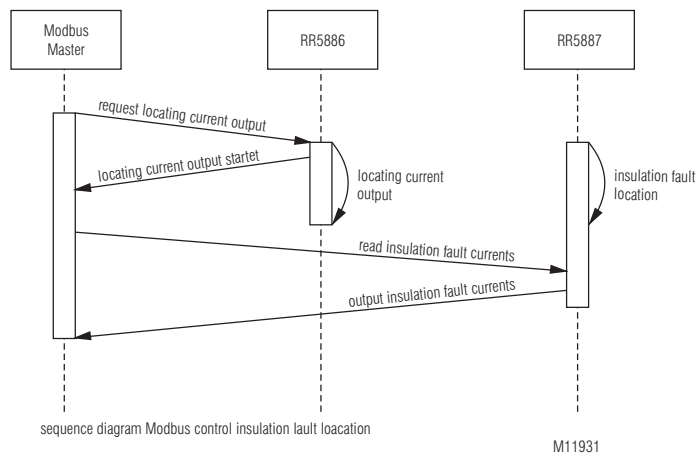 Modbus
Master
RR5886
RR5887
request locating current output
locating current output startet
locating current
output
insulation fault
location
read insulation fault currents
output insulation fault currents
sequence diagram Modbus control insulation lault loacation
M11931